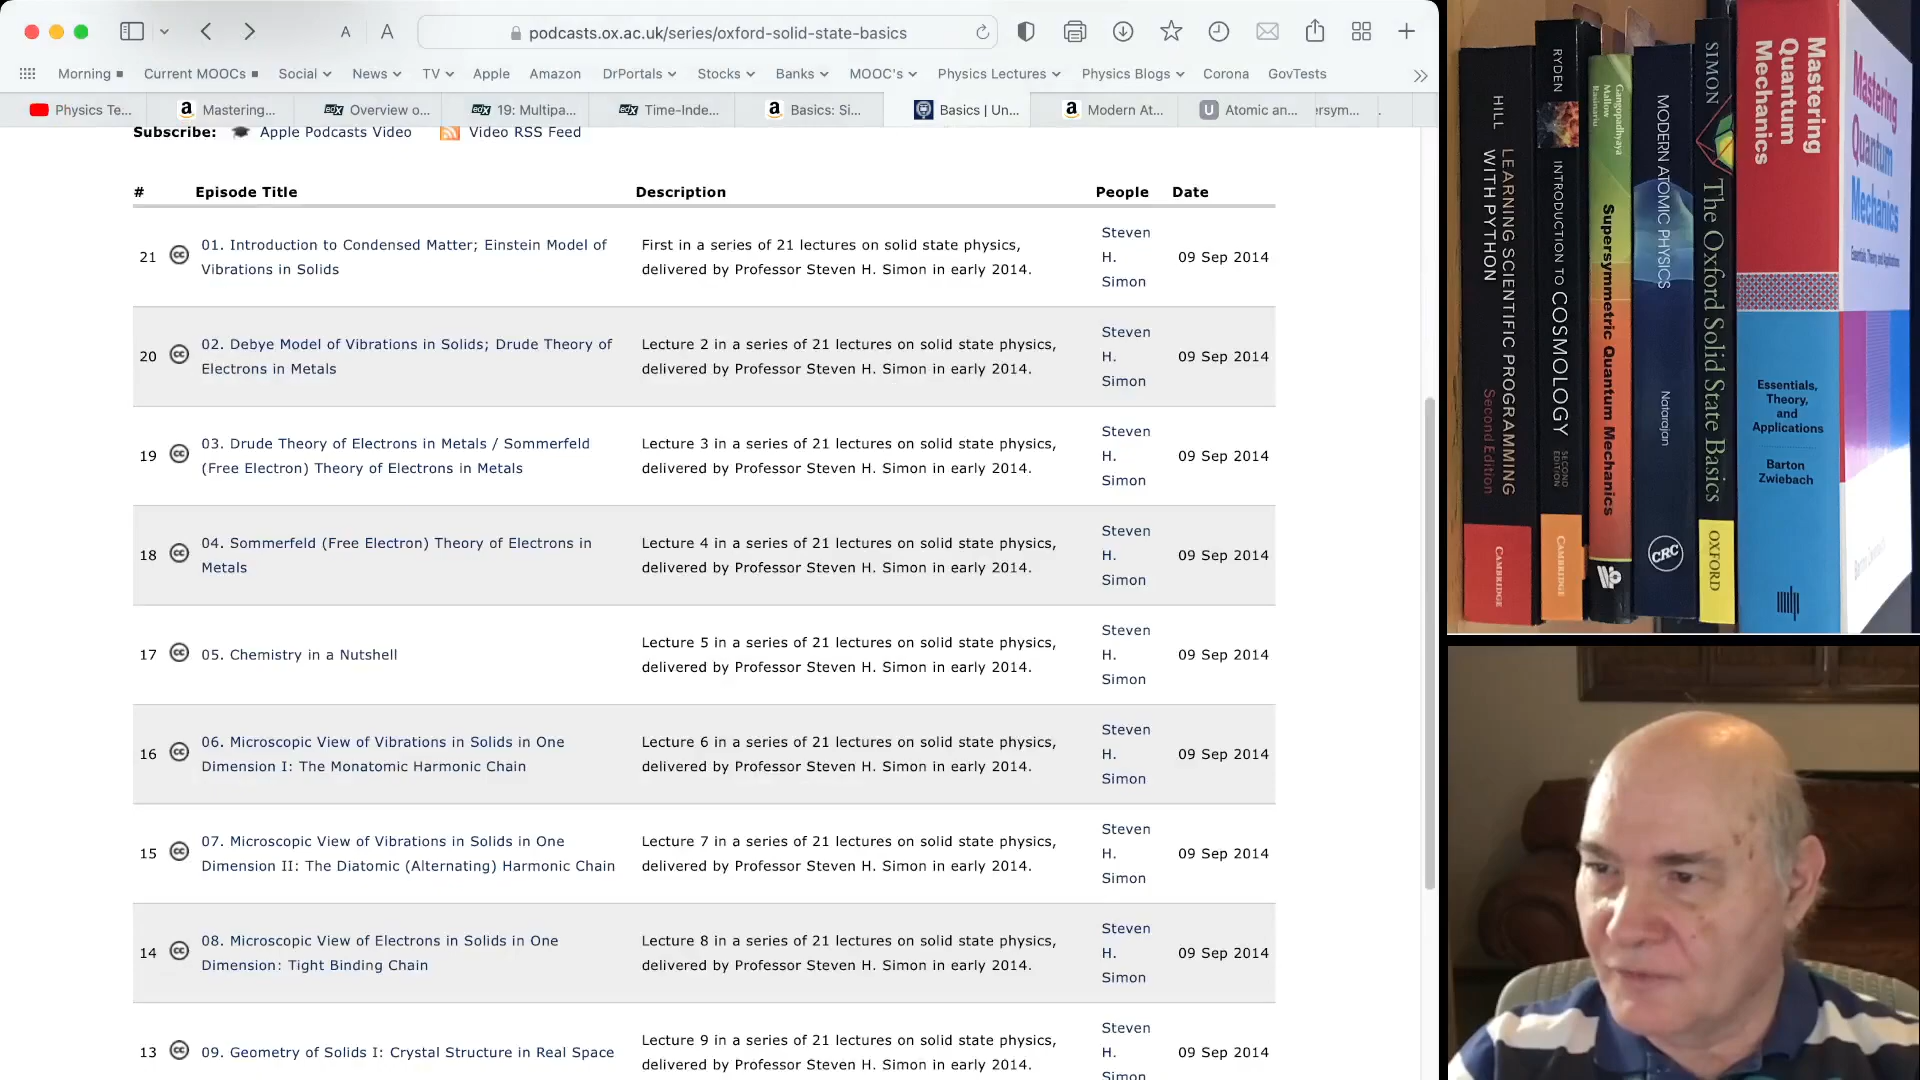 podcasts.ox.ac.uk/series/oxford-solid-state-basics
Morning
Current MOOCs
Social
News
TV
Apple
Amazon
DrPortals
Stocks
Banks
MOOC's
Physics Lectures
Physics Blogs
Corona
GovTests
Physics Te...
Mastering...
Overview o...
19: Multipa...
Time-Inde...
Basics: Si...
Basics | Un...
Modern At...
Atomic an...
Subscribe: Apple Podcasts Video Video RSS Feed
# Episode Title Description People Date
21 01. Introduction to Condensed Matter; Einstein Model of
Vibrations in Solids
First in a series of 21 lectures on solid state physics,
delivered by Professor Steven H. Simon in early 2014.
Steven
H.
Simon
09 Sep 2014
20 02. Debye Model of Vibrations in Solids; Drude Theory of
Electrons in Metals
Lecture 2 in a series of 21 lectures on solid state physics,
delivered by Professor Steven H. Simon in early 2014.
Steven
H.
Simon
09 Sep 2014
19 03. Drude Theory of Electrons in Metals / Sommerfeld
(Free Electron) Theory of Electrons in Metals
Lecture 3 in a series of 21 lectures on solid state physics,
delivered by Professor Steven H. Simon in early 2014.
Steven
H.
Simon
09 Sep 2014
18 04. Sommerfeld (Free Electron) Theory of Electrons in
Metals
Lecture 4 in a series of 21 lectures on solid state physics,
delivered by Professor Steven H. Simon in early 2014.
Steven
H.
Simon
09 Sep 2014
17 05. Chemistry in a Nutshell
Lecture 5 in a series of 21 lectures on solid state physics,
delivered by Professor Steven H. Simon in early 2014.
Steven
H.
Simon
09 Sep 2014
16 06. Microscopic View of Vibrations in Solids in One
Dimension I: The Monatomic Harmonic Chain
Lecture 6 in a series of 21 lectures on solid state physics,
delivered by Professor Steven H. Simon in early 2014.
Steven
H.
Simon
09 Sep 2014
15 07. Microscopic View of Vibrations in Solids in One
Dimension II: The Diatomic (Alternating) Harmonic Chain
Lecture 7 in a series of 21 lectures on solid state physics,
delivered by Professor Steven H. Simon in early 2014.
Steven
H.
Simon
09 Sep 2014
14 08. Microscopic View of Electrons in Solids in One
Dimension: Tight Binding Chain
Lecture 8 in a series of 21 lectures on solid state physics,
delivered by Professor Steven H. Simon in early 2014.
Steven
H.
Simon
09 Sep 2014
13 09. Geometry of Solids I: Crystal Structure in Real Space
Lecture 9 in a series of 21 lectures on solid state physics,
delivered by Professor Steven H. Simon in early 2014.
Steven
H.
Simon
09 Sep 2014
HILL
LEARNING SCIENTIFIC PROGRAMMING
WITH PYTHON
Second Edition
CAMBRIDGE
RYDEN
INTRODUCTION TO COSMOLOGY
SECOND
EDITION
CAMBRIDGE
Gangopadhyaya
Mallow
Rasinariu
Supersymmetric Quantum Mechanics
MODERN ATOMIC PHYSICS
Natarajan
CRC
SIMON
The Oxford Solid State Basics
OXFORD
Mastering
Quantum
Mechanics
Essentials,
Theory,
and
Applications
Barton
Zwiebach
Mastering
Quantum
Mechanics
Essentials, Theory, and Applications